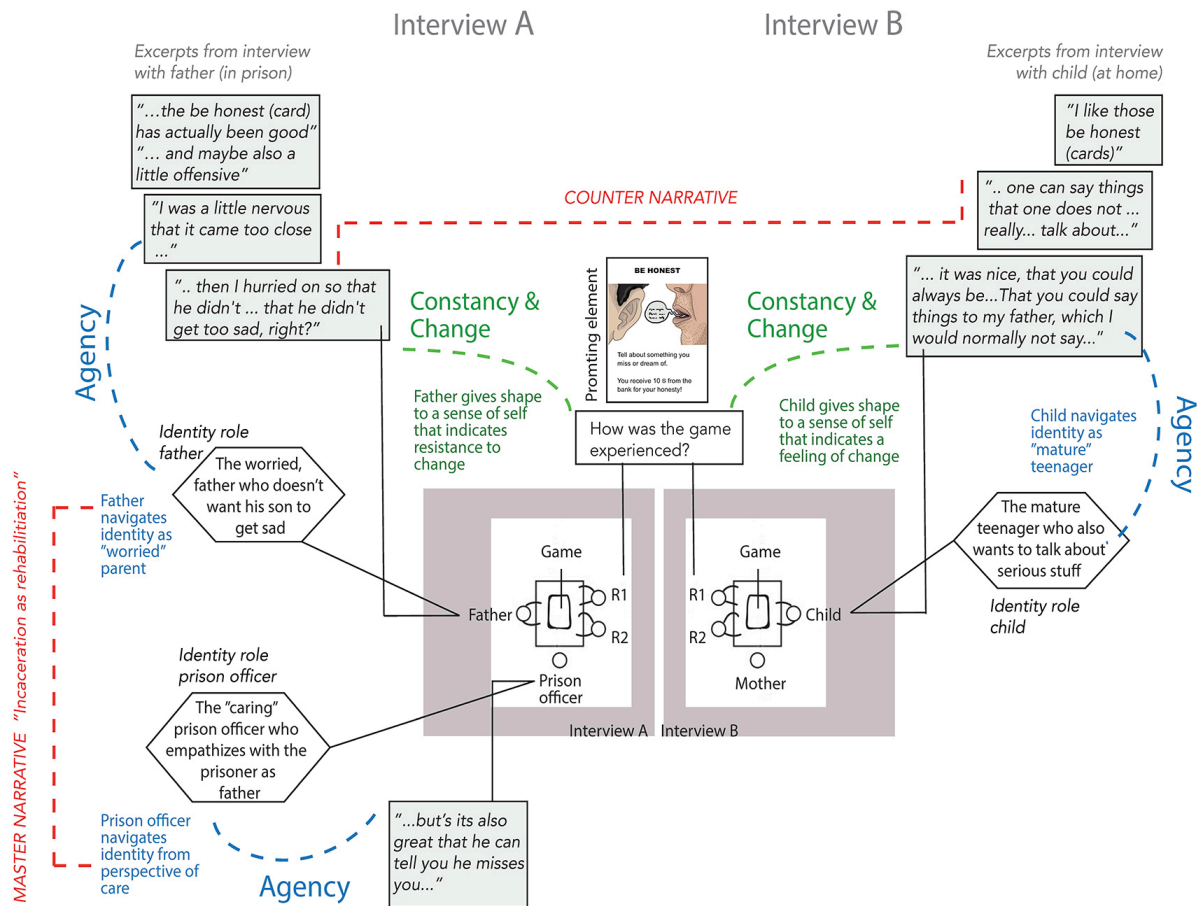 Interview A
Interview B
Excerpts from interview
with father (in prison)
"...the be honest (card)
has actually been good"
"... and maybe also a
little offensive"
"I was a little nervous
that it came too close
..."
".. then I hurried on so that
he didn't ... that he didn't
get too sad, right?"
Agency
COUNTER NARRATIVE
Excerpts from interview
with child (at home)
"I like those
be honest
(cards)"
".. one can say things
that one does not ...
really... talk about..."
"... it was nice, that you could
always be...That you could say
things to my father, which I
would normally not say..."
Constancy &
Change
Father gives shape
to a sense of self
that indicates
resistance to
change
Promting element
BE HONEST
Tell about something you
miss or dream of.
You receive 10 S from the
bank for your honesty!
How was the game
experienced?
Constancy &
Change
Child gives shape
to a sense of self
that indicates a
feeling of change
Child navigates
identity as
"mature"
teenager
Agency
Identity role
father
The worried,
father who doesn't
want his son to
get sad
Father
navigates
identity as
"worried"
parent
MASTER NARRATIVE "Incaceration as rehabilitiation"
The mature
teenager who also
wants to talk about
serious stuff
Identity role
child
Game
R1
Father
R2
Prison
officer
Interview A
Game
R1
Child
R2
Mother
Interview B
Identity role
prison officer
The "caring"
prison officer who
empathizes with the
prisoner as
father
Prison officer
navigates
identity from
perspective of
care
Agency
"...but's its also
great that he can
tell you he misses
you..."